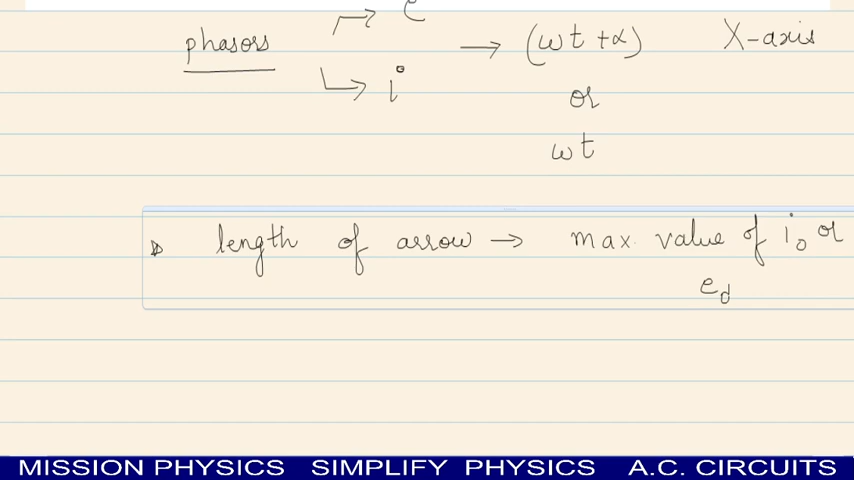 e
phasors → (ωt + α) X-axis
→ i
or
ωt
length of arrow → max. value of i₀ or
e₀
MISSION PHYSICS SIMPLIFY PHYSICS A.C. CIRCUITS